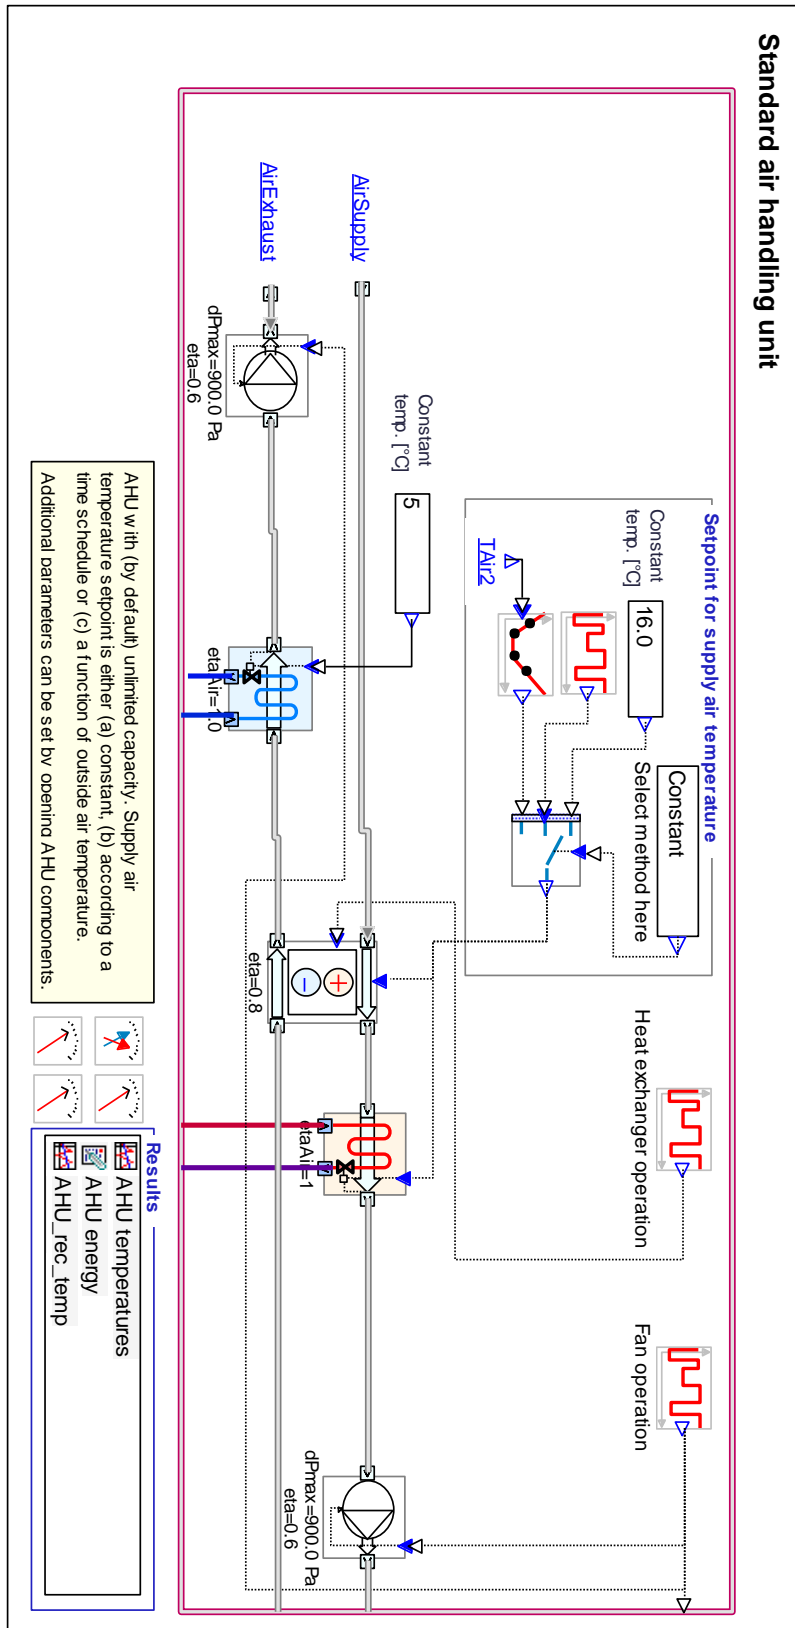 Standard air handling unit
Setpoint for supply air temperature
Constant
temp. [°C]
16.0
Constant
Select method here
TAir2
Heat exchanger operation
Fan operation
Constant
temp. [°C]
5
AirSupply
AirExhaust
dPmax=900.0 Pa
eta=0.6
etaAir=1.0
eta=0.8
etaAir=1
dPmax=900.0 Pa
eta=0.6
AHU with (by default) unlimited capacity. Supply air
temperature setpoint is either (a) constant, (b) according to a
time schedule or (c) a function of outside air temperature.
Additional parameters can be set by opening AHU components.
Results
AHU temperatures
AHU energy
AHU_rec_temp